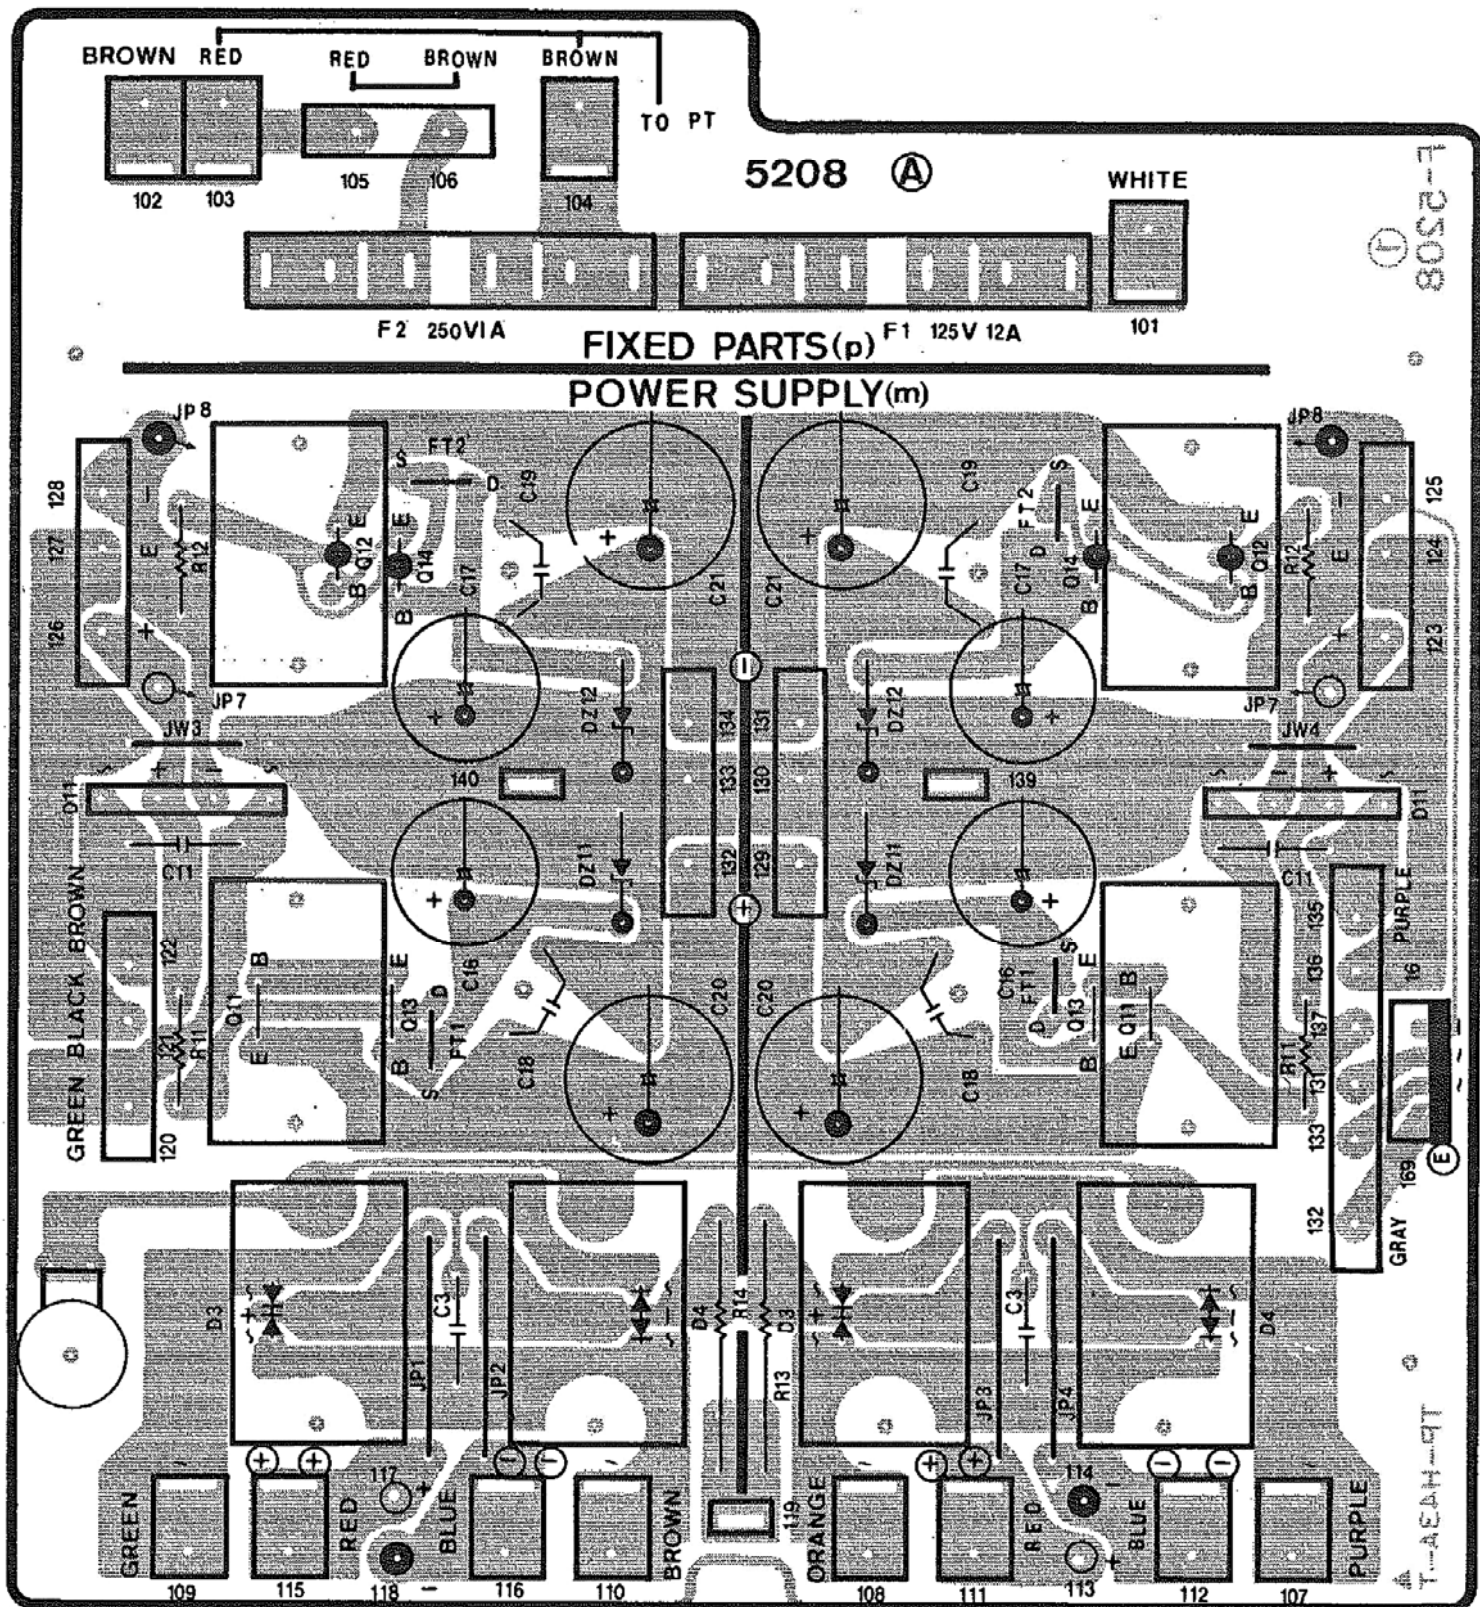 BROWN RED RED BROWN BROWN
TO PT
5208 A
WHITE
102 103 105 106 104
101
F-5208
1
F2 250V1A
F1 125V 12A
FIXED PARTS(p)
POWER SUPPLY(m)
JP8 FT2 S D C19 C19 S FT2 D JP8
128 127 126
- E +
R12
Q12 B E
Q14 E B
C17
C21 C21
C17
Q14 B E
Q12 B E
R12
- E +
125 124 123
JP7 JP7
JW3 JW4
DZ12 DZ12
134 131
133 130
132 129
140 139
D11 ~ + - ~
~ - + ~ D11
C11 C11
DZ11 DZ11
GREEN BLACK BROWN
122 121 120
R11
Q11 B E
Q13 E B
FT1 D S
C16 C16
C18 C18
C20 C20
FT1 S D
Q13 E B
Q11 B E
R11
135 136 137 131 133 132
PURPLE
16
169
E
GRAY
D3 ~ + ~
JP1 C3 JP2
~ - ~ D4
R14 R13
D3 ~ + ~
JP3 C3 JP4
~ - ~ D4
117 114
GREEN RED BLUE BROWN 119 ORANGE RED BLUE PURPLE
109 115 118 116 110 108 111 113 112 107